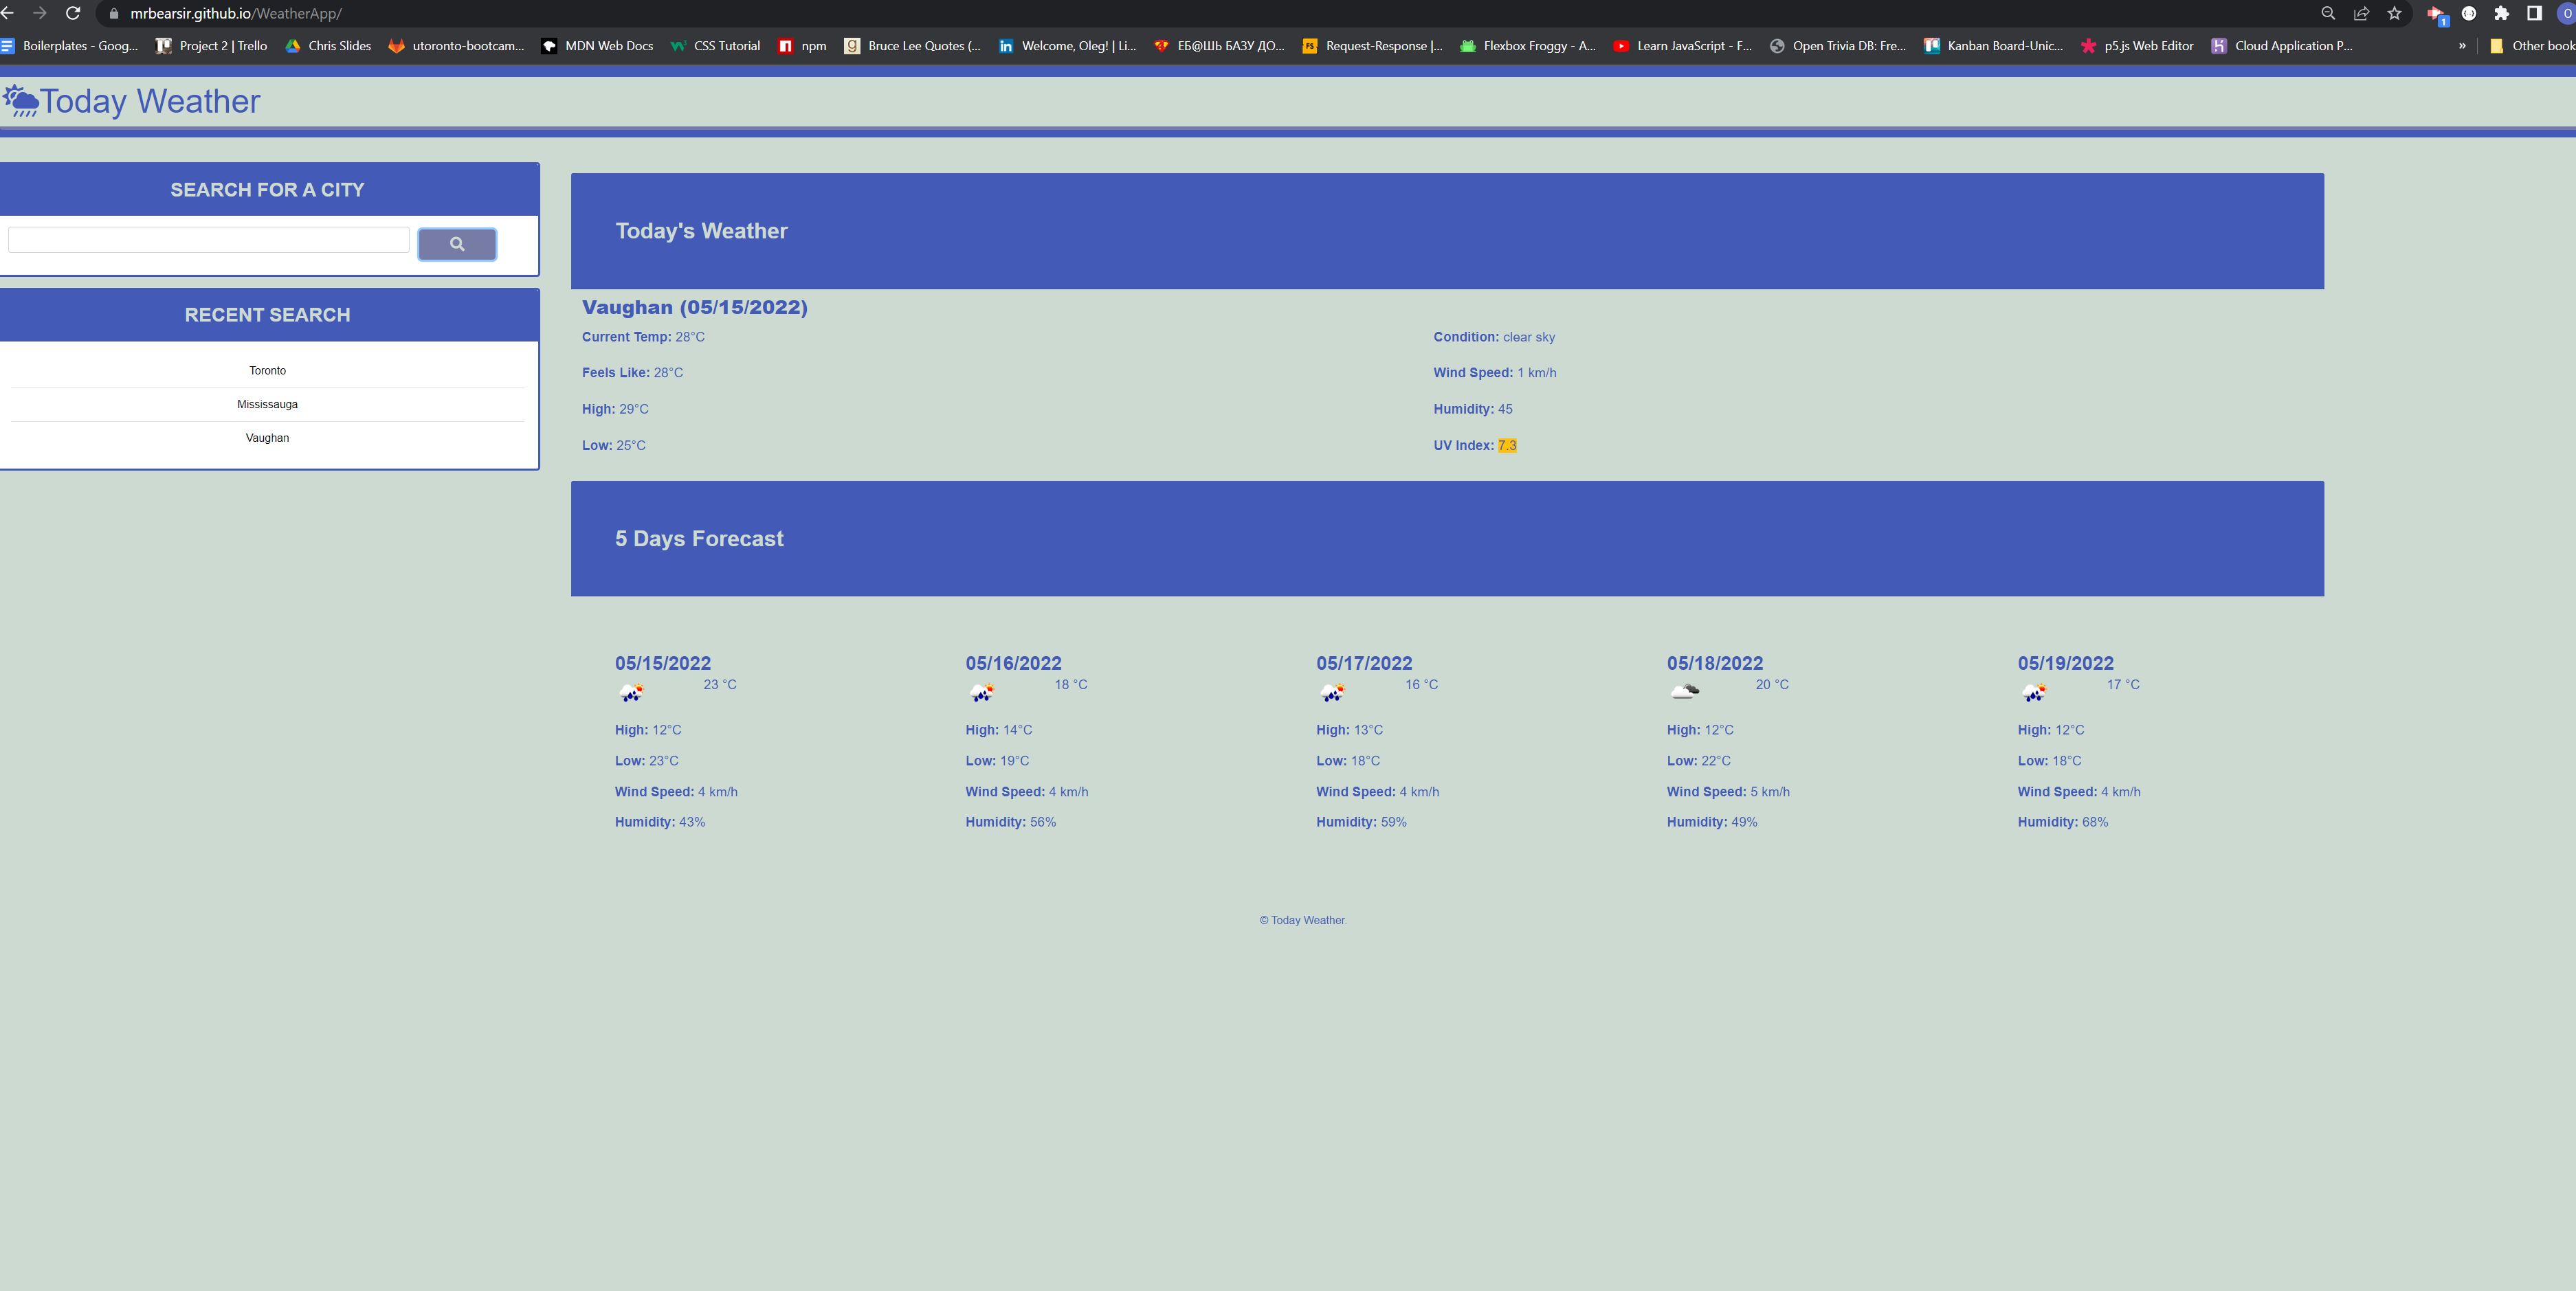 mrbearsir.github.io/WeatherApp/
1
O
Boilerplates - Goog... Project 2 | Trello Chris Slides utoronto-bootcam... MDN Web Docs W³ CSS Tutorial n npm g Bruce Lee Quotes (... in Welcome, Oleg! | Li... ЕБ@ШЬ БАЗУ ДО... FS Request-Response |... Flexbox Froggy - A... Learn JavaScript - F... Open Trivia DB: Fre... Kanban Board-Unic... p5.js Web Editor H Cloud Application P... » Other book
Today Weather
SEARCH FOR A CITY
RECENT SEARCH
Toronto
Mississauga
Vaughan
Today's Weather
Vaughan (05/15/2022)
Current Temp: 28°C
Feels Like: 28°C
High: 29°C
Low: 25°C
Condition: clear sky
Wind Speed: 1 km/h
Humidity: 45
UV Index: 7.3
5 Days Forecast
05/15/2022
23 °C
High: 12°C
Low: 23°C
Wind Speed: 4 km/h
Humidity: 43%
05/16/2022
18 °C
High: 14°C
Low: 19°C
Wind Speed: 4 km/h
Humidity: 56%
05/17/2022
16 °C
High: 13°C
Low: 18°C
Wind Speed: 4 km/h
Humidity: 59%
05/18/2022
20 °C
High: 12°C
Low: 22°C
Wind Speed: 5 km/h
Humidity: 49%
05/19/2022
17 °C
High: 12°C
Low: 18°C
Wind Speed: 4 km/h
Humidity: 68%
© Today Weather.